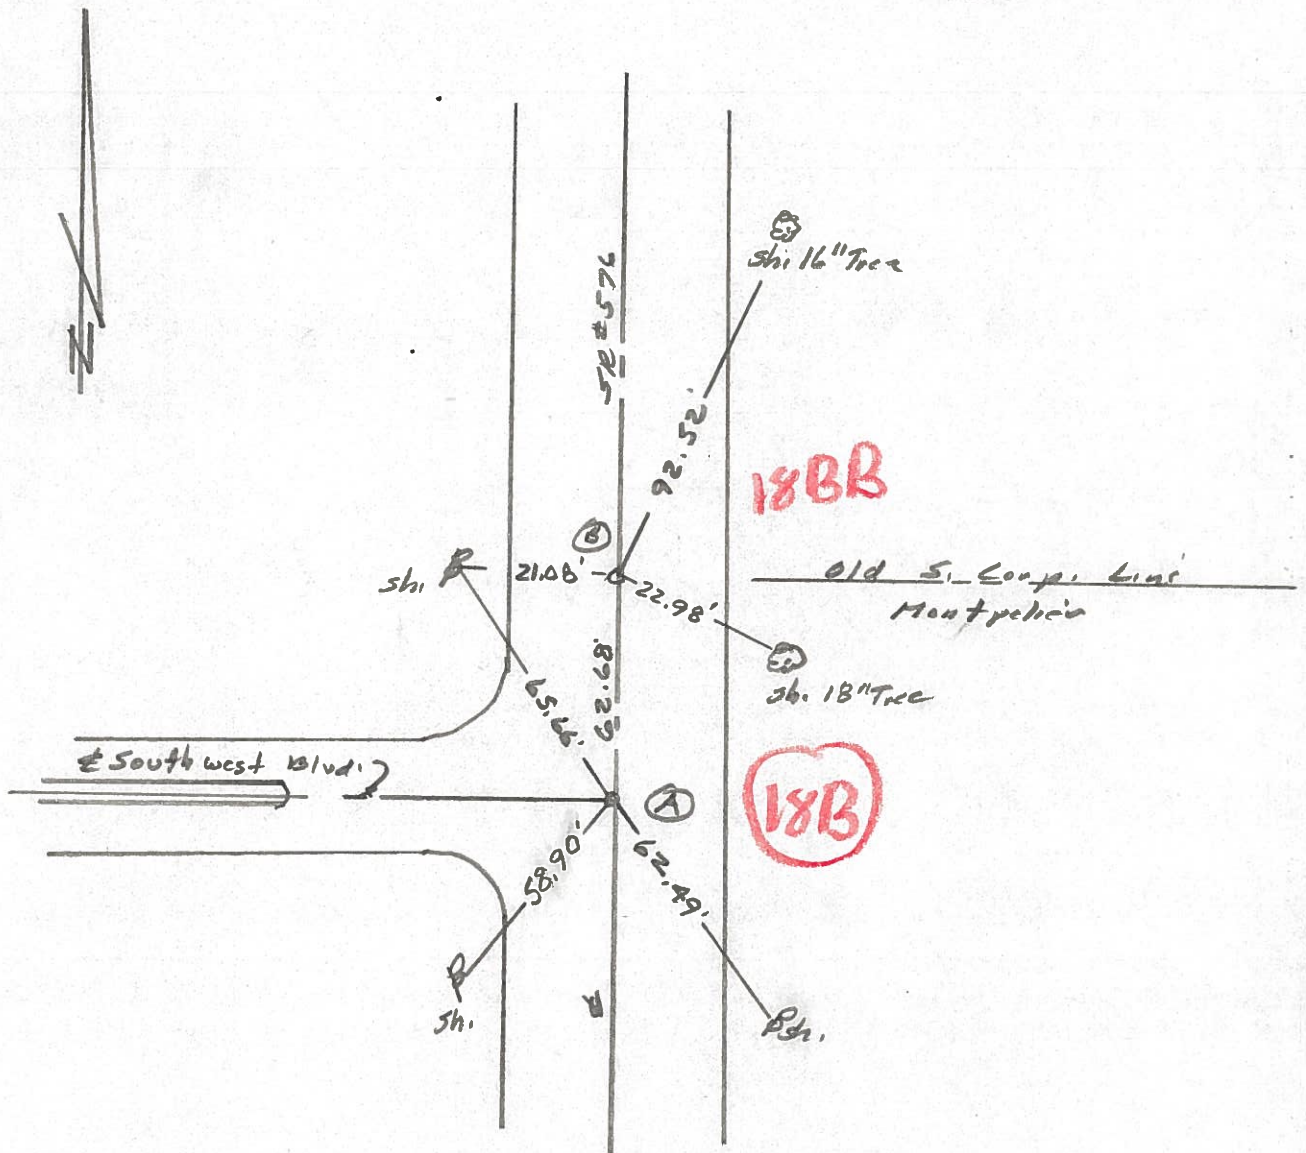 N
sh. 16" Tree
SR #576
92.52'
18BB
B
sh.
21.08'
22.98'
Old S. Corp. Line
Montpelier
sh. 18" Tree
62.68'
65.66'
℄ Southwest Blvd.
A
18B
58.90'
62.49'
sh.
℄
sh.